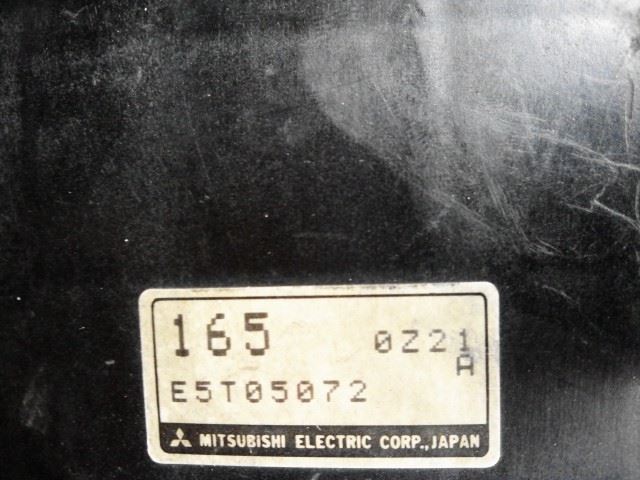 165 0Z21
A
E5T05072
MITSUBISHI ELECTRIC CORP., JAPAN